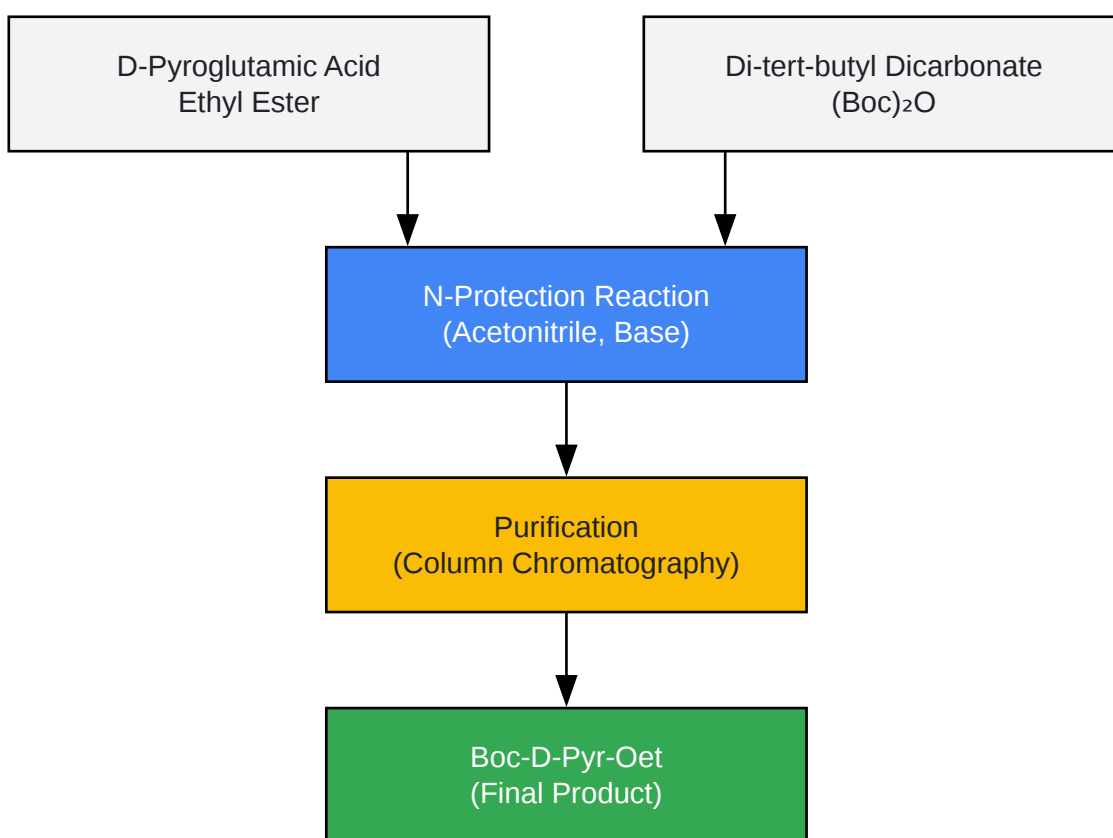 D-Pyroglutamic Acid
Ethyl Ester
Di-tert-butyl Dicarbonate
(Boc)₂O
N-Protection Reaction
(Acetonitrile, Base)
Purification
(Column Chromatography)
Boc-D-Pyr-Oet
(Final Product)